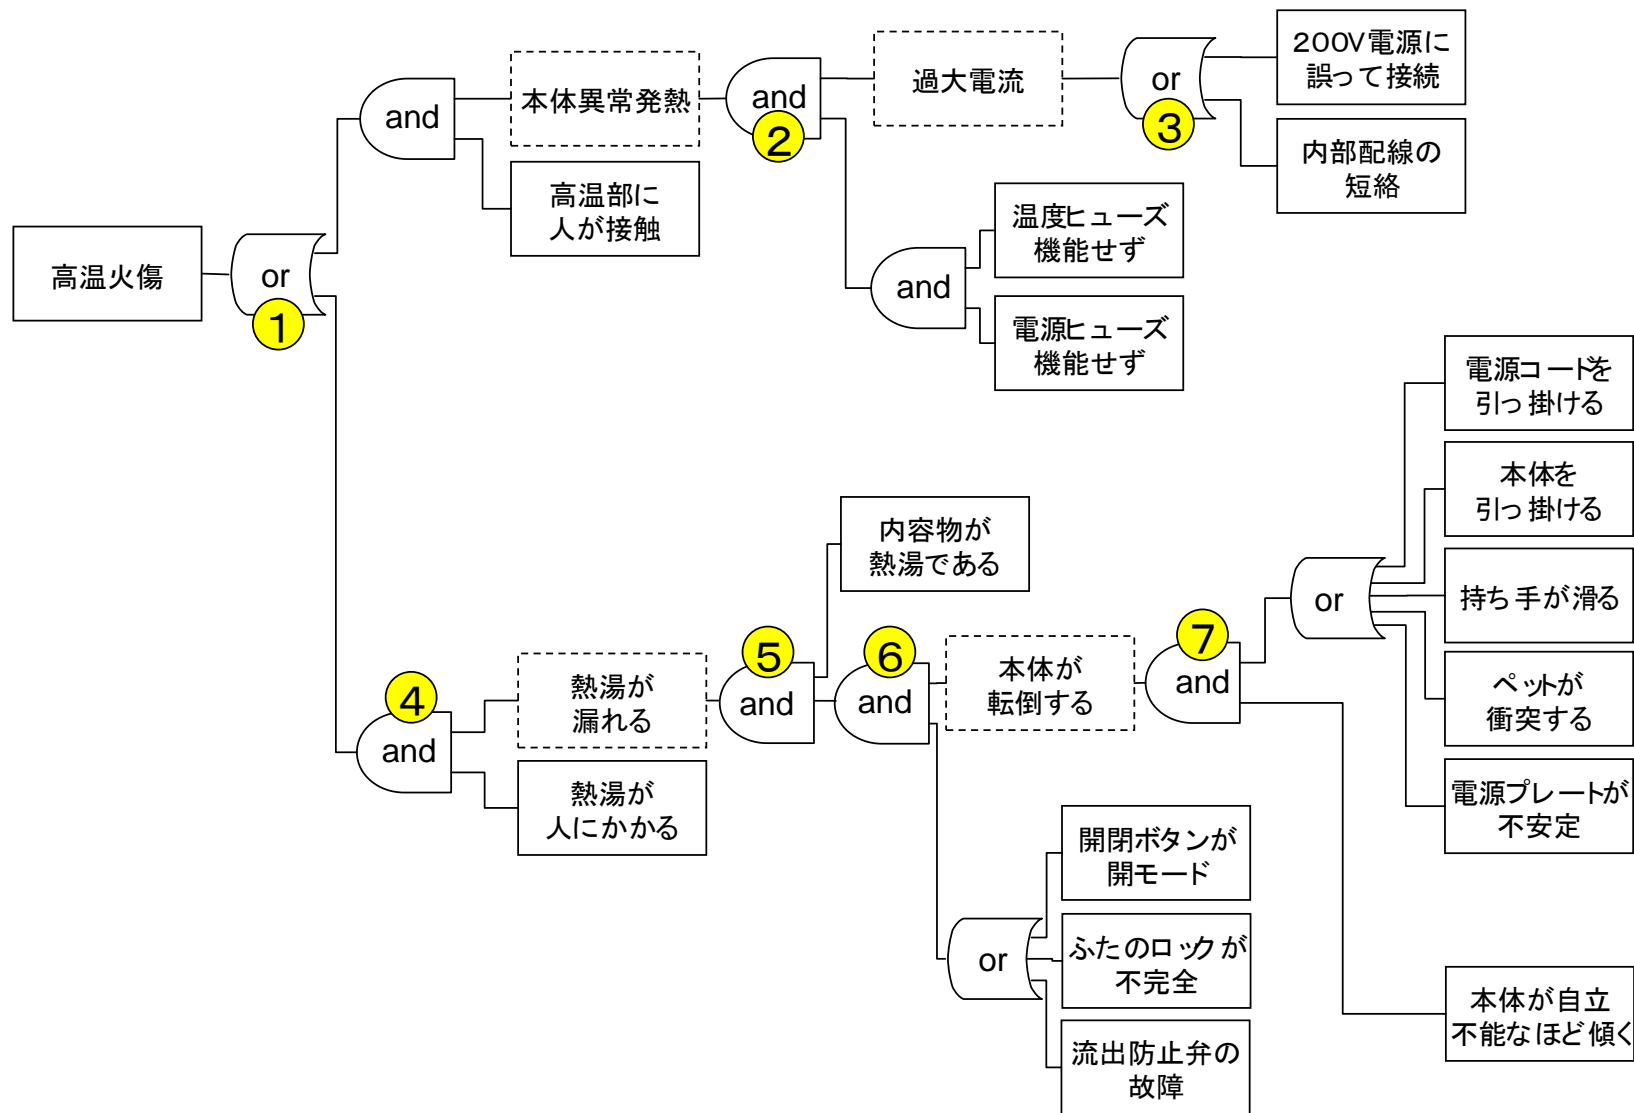 高温火傷
or
1
and
本体異常発熱
高温部に
人が接触
and
2
過大電流
or
3
200V電源に
誤って接続
内部配線の
短絡
and
温度ヒューズ
機能せず
電源ヒューズ
機能せず
4
and
熱湯が
漏れる
熱湯が
人にかかる
5
and
内容物が
熱湯である
6
and
本体が
転倒する
7
and
or
電源コードを
引っ掛ける
本体を
引っ掛ける
持ち手が滑る
ペットが
衝突する
電源プレートが
不安定
本体が自立
不能なほど傾く
or
開閉ボタンが
開モード
ふたのロックが
不完全
流出防止弁の
故障